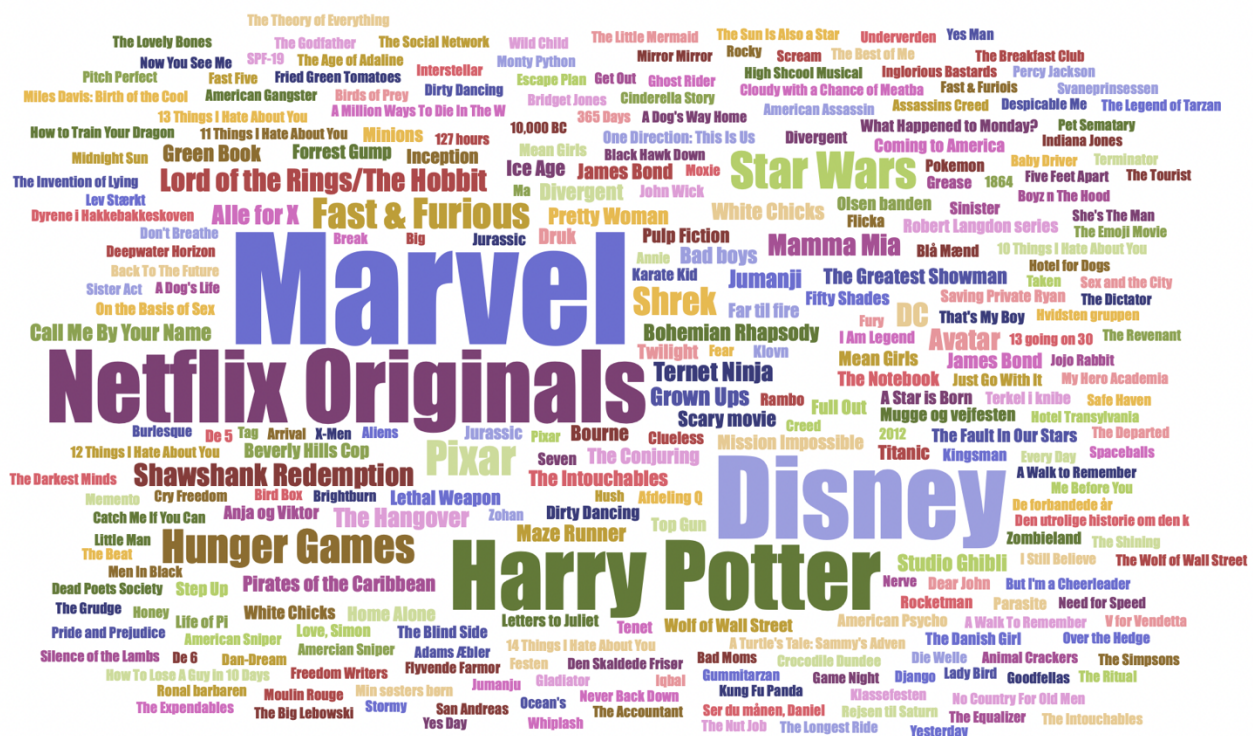 The Theory of Everything
The Lovely Bones The Godfather The Social Network Wild Child The Little Mermaid The Sun Is Also a Star Underverden Yes Man
Now You See Me SPF-19 The Age of Adaline Monty Python Mirror Mirror Rocky Scream The Best of Me The Breakfast Club
Pitch Perfect Fast Five Fried Green Tomatoes Interstellar Escape Plan Get Out Ghost Rider High Shcool Musical Inglorious Bastards Percy Jackson
Miles Davis: Birth of the Cool American Gangster Birds of Prey Dirty Dancing Bridget Jones Cinderella Story Cloudy with a Chance of Meatba Fast & Furiols Svaneprinsessen
13 Things I Hate About You A Million Ways To Die In The W 365 Days A Dog's Way Home American Assassin Assassins Creed Despicable Me The Legend of Tarzan
How to Train Your Dragon 11 Things I Hate About You Minions 127 hours 10,000 BC One Direction: This Is Us Divergent What Happened to Monday? Pet Sematary
Midnight Sun Green Book Forrest Gump Inception Mean Girls Black Hawk Down Coming to America Indiana Jones
The Invention of Lying Lord of the Rings/The Hobbit Ice Age James Bond Moxie Star Wars Pokemon Baby Driver Terminator
Lev Stærkt Ma Divergent John Wick Grease 1864 Five Feet Apart The Tourist
Dyrene i Hakkebakkeskoven Alle for X Fast & Furious Pretty Woman White Chicks Olsen banden Sinister Boyz n The Hood
Don't Breathe Break Big Jurassic Druk Pulp Fiction Flicka Robert Langdon series She's The Man
Deepwater Horizon Marvel Annie Bad boys Mamma Mia Blå Mænd 10 Things I Hate About You The Emoji Movie
Back To The Future Karate Kid Jumanji The Greatest Showman Hotel for Dogs
Sister Act A Dog's Life Shrek Far til fire Fifty Shades Saving Private Ryan Taken Sex and the City
On the Basis of Sex Fury DC That's My Boy The Dictator Hvidsten gruppen
Call Me By Your Name Bohemian Rhapsody I Am Legend Avatar 13 going on 30 The Revenant
Netflix Originals Twilight Fear Klovn Mean Girls James Bond Jojo Rabbit
Ternet Ninja The Notebook Just Go With It My Hero Academia
Grown Ups Rambo Full Out A Star is Born Terkel i knibe Safe Haven
Scary movie Creed Mugge og vejfesten Hotel Transylvania
Burlesque De 5 Tag Arrival X-Men Aliens Jurassic Pixar Bourne Clueless Mission Impossible 2012 The Fault In Our Stars The Departed
12 Things I Hate About You Beverly Hills Cop Pixar Seven The Conjuring Titanic Kingsman Every Day Spaceballs
The Darkest Minds Shawshank Redemption The Intouchables Disney A Walk to Remember
Memento Cry Freedom Bird Box Brightburn Lethal Weapon Hush Afdeling Q Me Before You
Catch Me If You Can Anja og Viktor The Hangover Zohan Dirty Dancing Top Gun De forbandede år
Little Man Maze Runner Den utrolige historie om den k
The Beat Hunger Games Harry Potter Zombieland The Shining
Men In Black Studio Ghibli I Still Believe The Wolf of Wall Street
Dead Poets Society Step Up Pirates of the Caribbean Nerve Dear John But I'm a Cheerleader
The Grudge Honey Life of Pi White Chicks Home Alone Rocketman Parasite Need for Speed
Pride and Prejudice American Sniper Love, Simon The Blind Side Letters to Juliet Tenet Wolf of Wall Street American Psycho A Walk To Remember V for Vendetta
Silence of the Lambs De 6 Amercian Sniper Adams Æbler 14 Things I Hate About You A Turtle's Tale: Sammy's Adven The Danish Girl Over the Hedge
How To Lose A Guy In 10 Days Dan-Dream Freedom Writers Flyvende Farmor Festen Den Skaldede Friser Bad Moms Crocodile Dundee Die Welle Animal Crackers The Simpsons
Ronal barbaren Moulin Rouge Min søsters børn Jumanju Gladiator Iqbal Gummitarzan Game Night Django Lady Bird Goodfellas The Ritual
The Expendables The Big Lebowski Stormy San Andreas Ocean's Never Back Down Kung Fu Panda Klassefesten No Country For Old Men
Yes Day Whiplash The Accountant Ser du månen, Daniel Rejsen til Saturn The Equalizer The Intouchables
The Nut Job The Longest Ride Yesterday